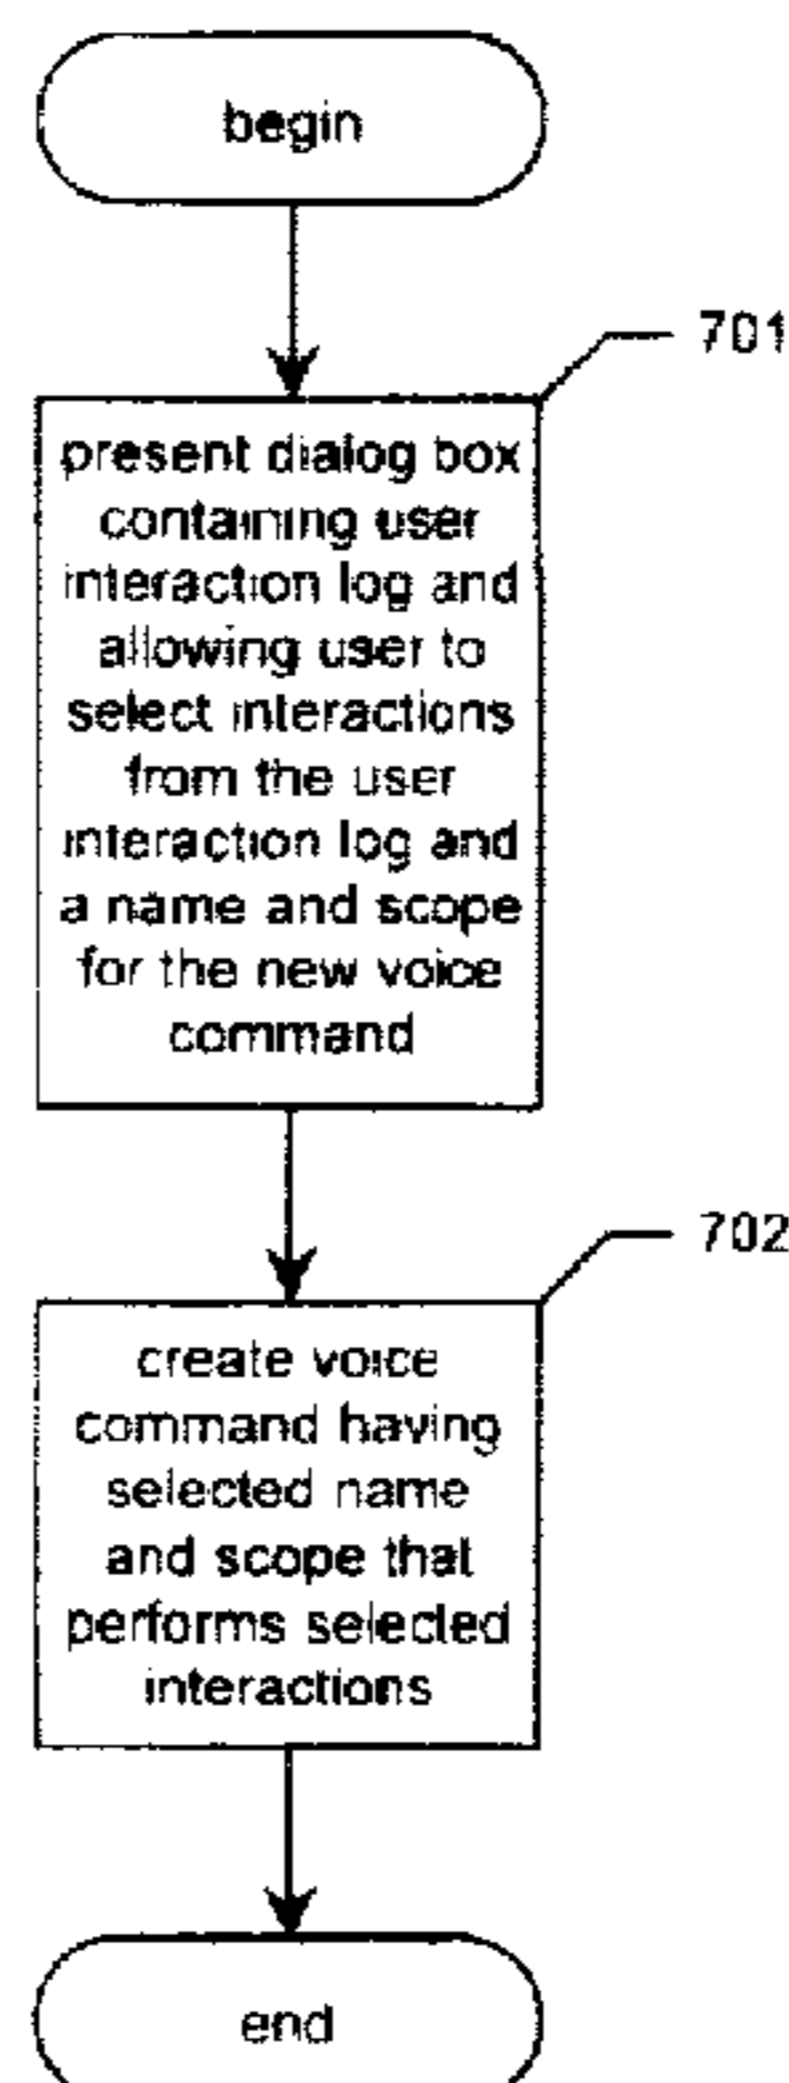 begin
701
present dialog box
containing user
interaction log and
allowing user to
select interactions
from the user
interaction log and
a name and scope
for the new voice
command
702
create voice
command having
selected name
and scope that
performs selected
interactions
end